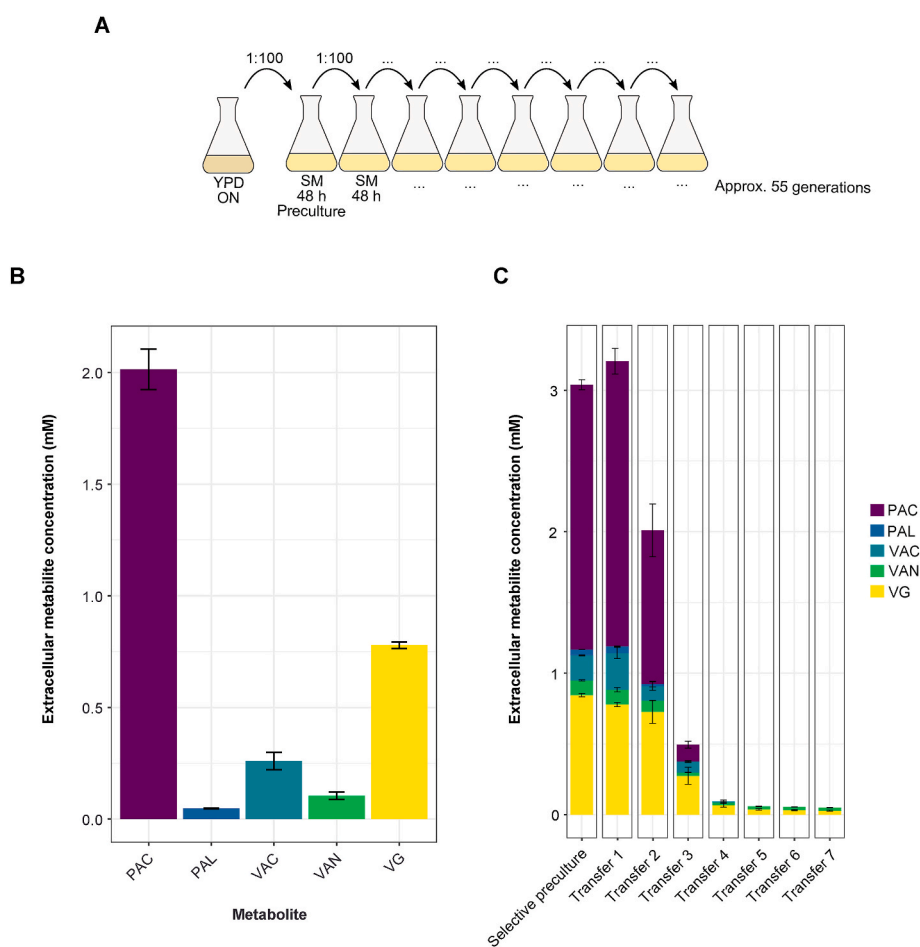 A
1:100 1:100 ... ... ... ... ... ...
YPD SM SM
ON 48 h 48 h ... ... ... ... ... ...
Preculture
Approx. 55 generations
B
Extracellular metabilite concentration (mM)
2.0
1.5
1.0
0.5
0.0
PAC PAL VAC VAN VG
Metabolite
C
Extracellular metabilite concentration (mM)
3
2
1
0
Selective preculture Transfer 1 Transfer 2 Transfer 3 Transfer 4 Transfer 5 Transfer 6 Transfer 7
PAC
PAL
VAC
VAN
VG